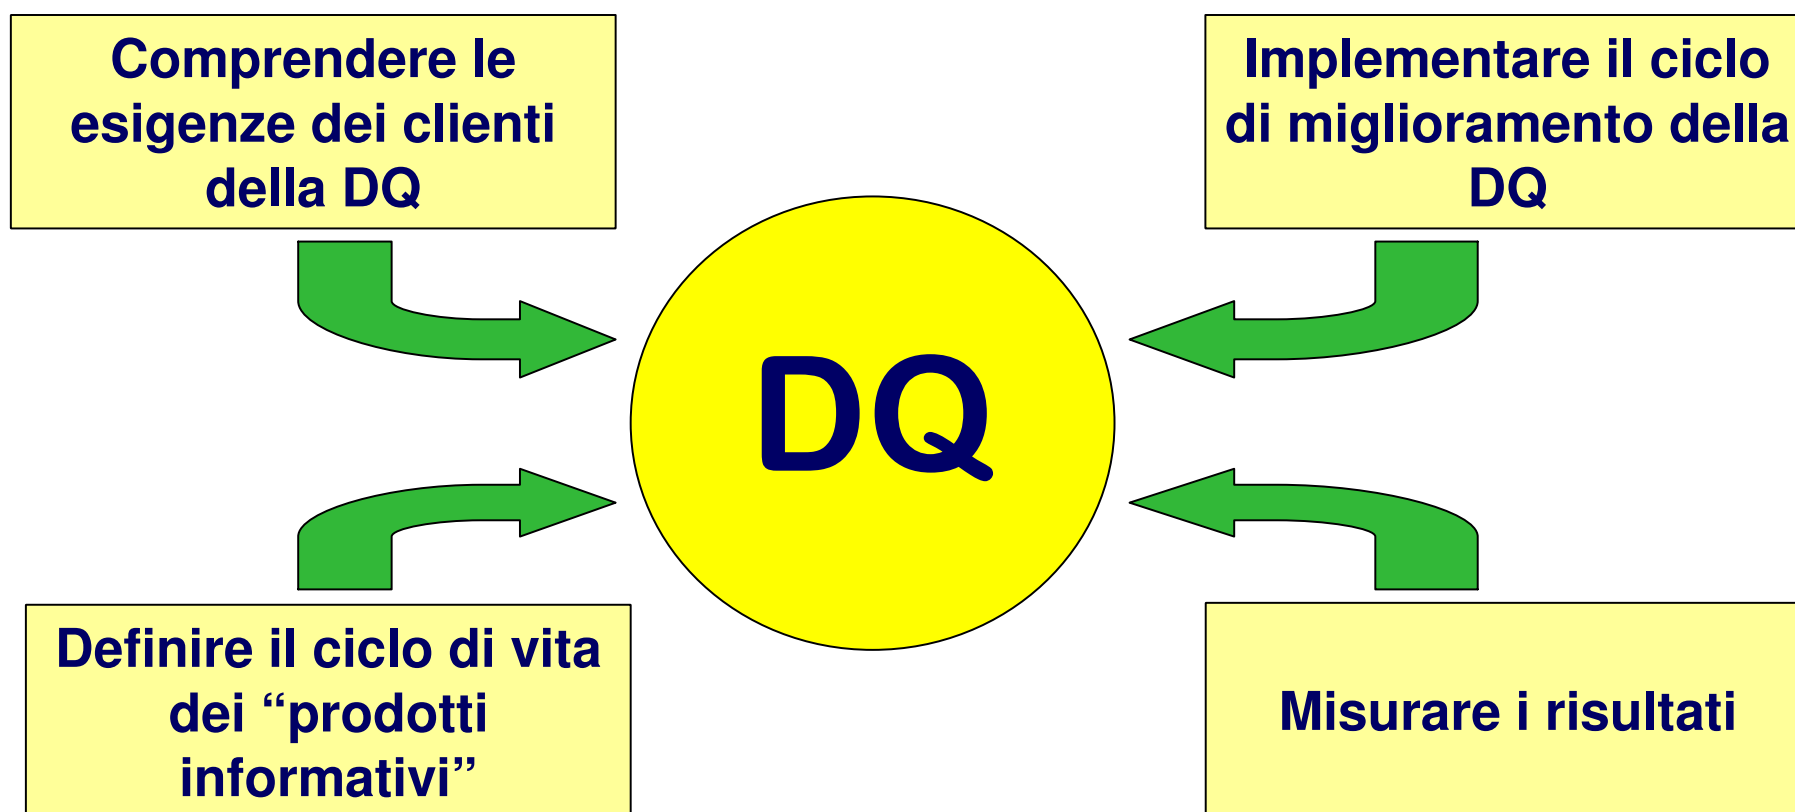 Comprendere le
esigenze dei clienti
della DQ
Implementare il ciclo
di miglioramento della
DQ
DQ
Definire il ciclo di vita
dei “prodotti
informativi”
Misurare i risultati